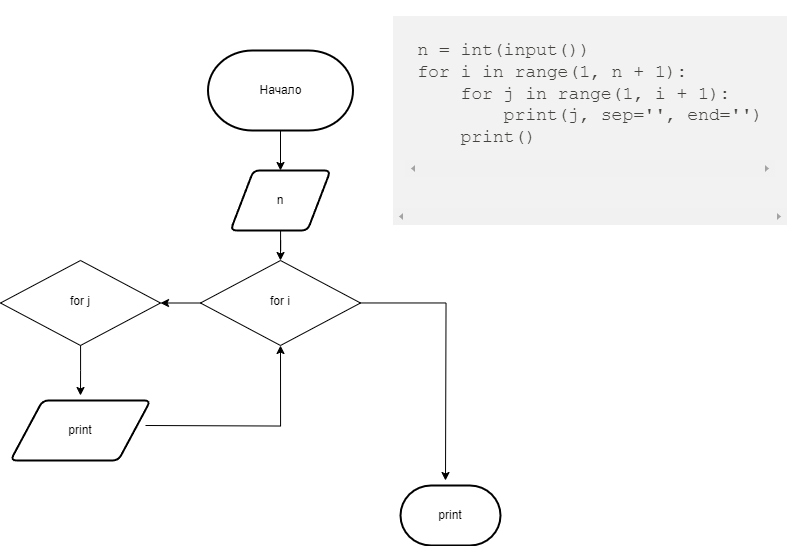 n = int(input())
for i in range(1, n + 1):
    for j in range(1, i + 1):
        print(j, sep='', end='')
    print()
Начало
n
for j
for i
print
print